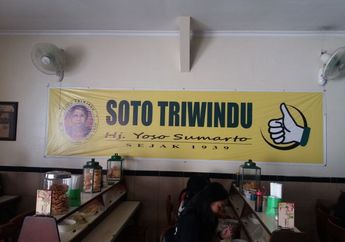 SOTO TRIWINDU
Hj. Yoso Sumarto
SEJAK 1939